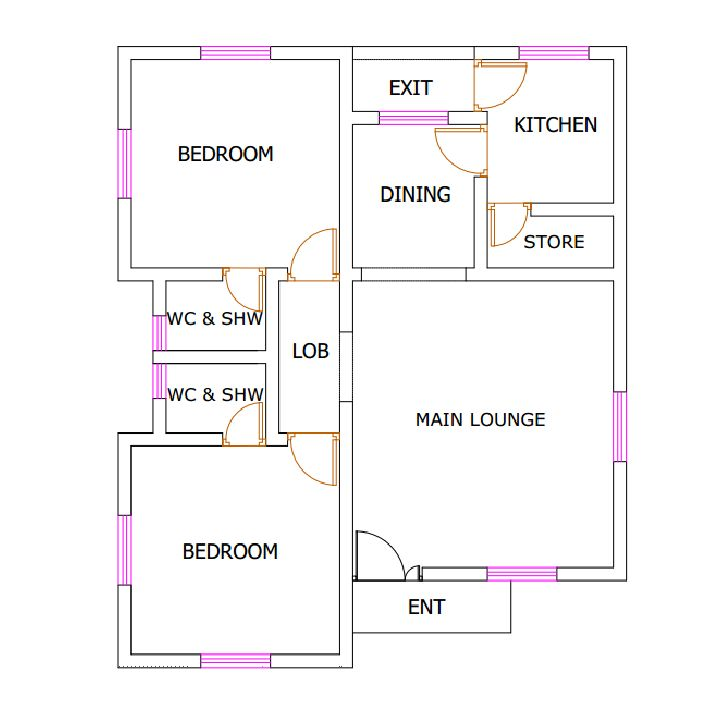 EXIT
KITCHEN
BEDROOM
DINING
STORE
WC & SHW
LOB
WC & SHW
MAIN LOUNGE
BEDROOM
ENT